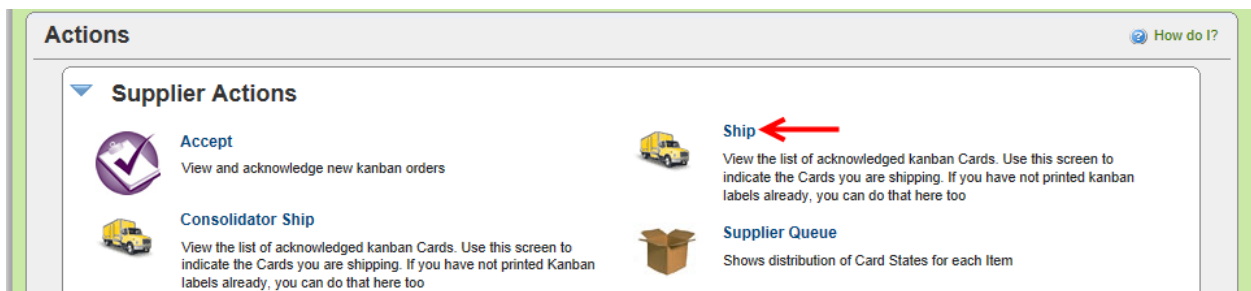 Actions
How do I?
Supplier Actions
Accept
View and acknowledge new kanban orders
Consolidator Ship
View the list of acknowledged kanban Cards. Use this screen to
indicate the Cards you are shipping. If you have not printed Kanban
labels already, you can do that here too
Ship
View the list of acknowledged kanban Cards. Use this screen to
indicate the Cards you are shipping. If you have not printed kanban
labels already, you can do that here too
Supplier Queue
Shows distribution of Card States for each Item